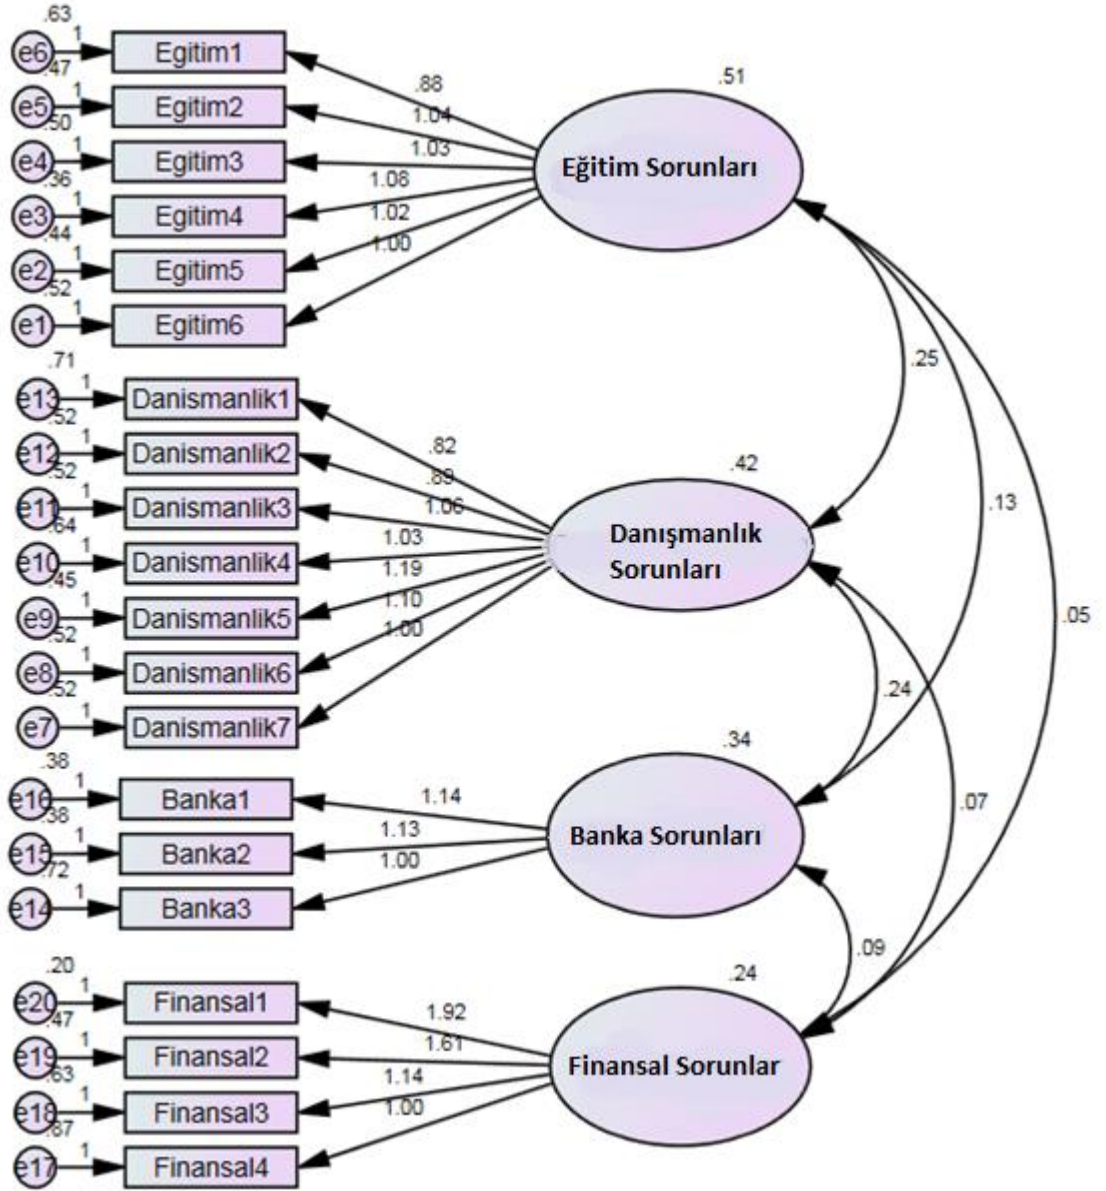 .63
e6 1 Egitim1
.47
e5 1 Egitim2
.50
e4 1 Egitim3
.36
e3 1 Egitim4
.44
e2 1 Egitim5
.52
e1 1 Egitim6
.88
1.04
1.03
1.08
1.02
1.00
.51
Eğitim Sorunları
.71
e13 1 Danismanlik1
.52
e12 1 Danismanlik2
.52
e11 1 Danismanlik3
.64
e10 1 Danismanlik4
.45
e9 1 Danismanlik5
.52
e8 1 Danismanlik6
.52
e7 1 Danismanlik7
.82
.89
1.06
1.03
1.19
1.10
1.00
.42
Danışmanlık
Sorunları
.38
e16 1 Banka1
.38
e15 1 Banka2
.72
e14 1 Banka3
1.14
1.13
1.00
.34
Banka Sorunları
.20
e20 1 Finansal1
.47
e19 1 Finansal2
.63
e18 1 Finansal3
.87
e17 1 Finansal4
1.92
1.61
1.14
1.00
.24
Finansal Sorunlar
.25
.13
.05
.24
.07
.09